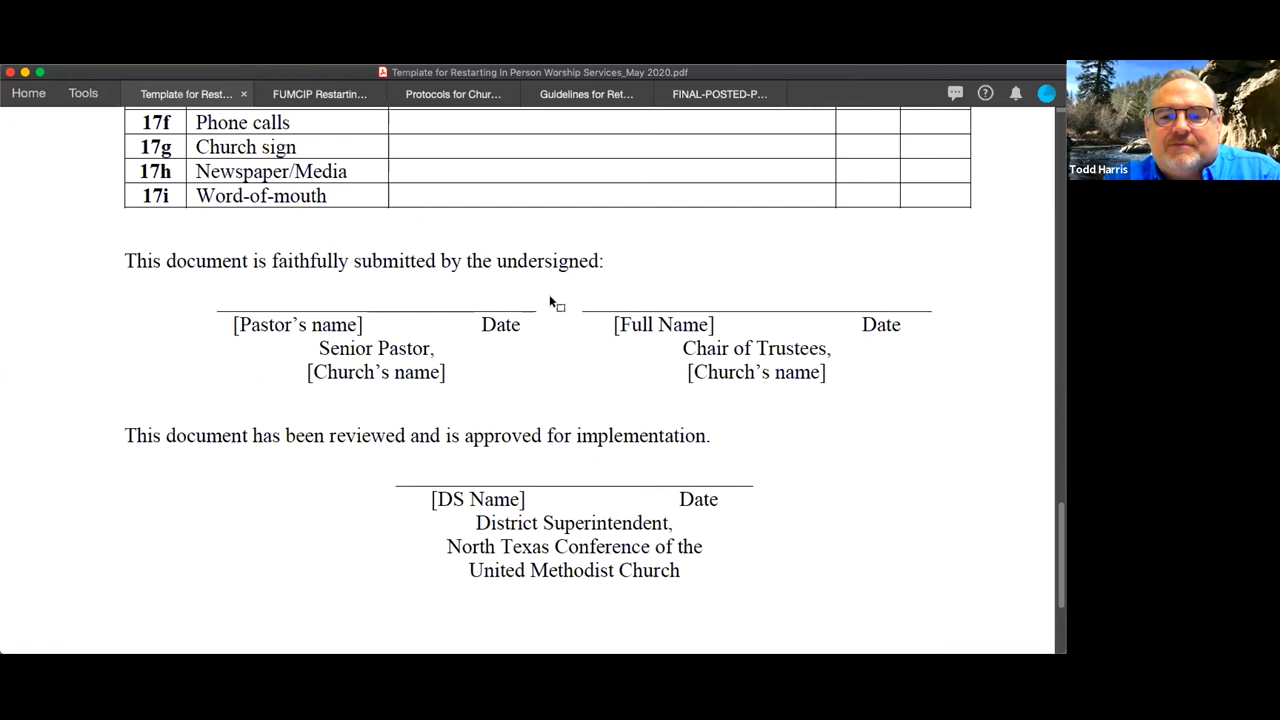 Template for Restarting In Person Worship Services_May 2020.pdf
Home Tools Template for Rest... × FUMCIP Restartin... Protocols for Chur... Guidelines for Ret... FINAL-POSTED-P...
Todd Harris
17f Phone calls
17g Church sign
17h Newspaper/Media
17i Word-of-mouth
This document is faithfully submitted by the undersigned:
[Pastor’s name] Date [Full Name] Date
Senior Pastor, Chair of Trustees,
[Church’s name] [Church’s name]
This document has been reviewed and is approved for implementation.
[DS Name] Date
District Superintendent,
North Texas Conference of the
United Methodist Church